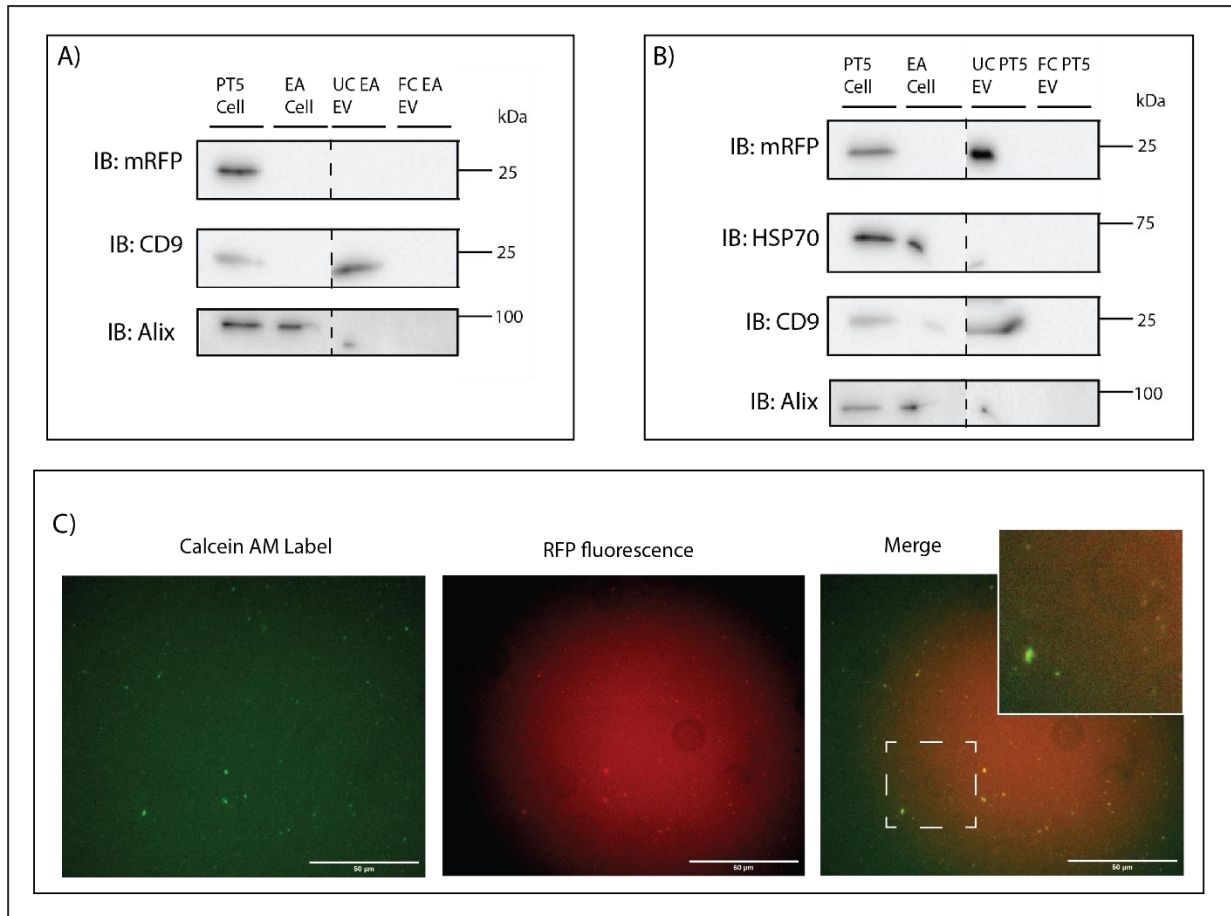 A)
PT5 Cell
EA Cell
UC EA EV
FC EA EV
kDa
IB: mRFP
25
IB: CD9
25
IB: Alix
100
B)
PT5 Cell
EA Cell
UC PT5 EV
FC PT5 EV
kDa
IB: mRFP
25
IB: HSP70
75
IB: CD9
25
IB: Alix
100
C)
Calcein AM Label
RFP fluorescence
Merge
50 μm
50 μm
50 μm